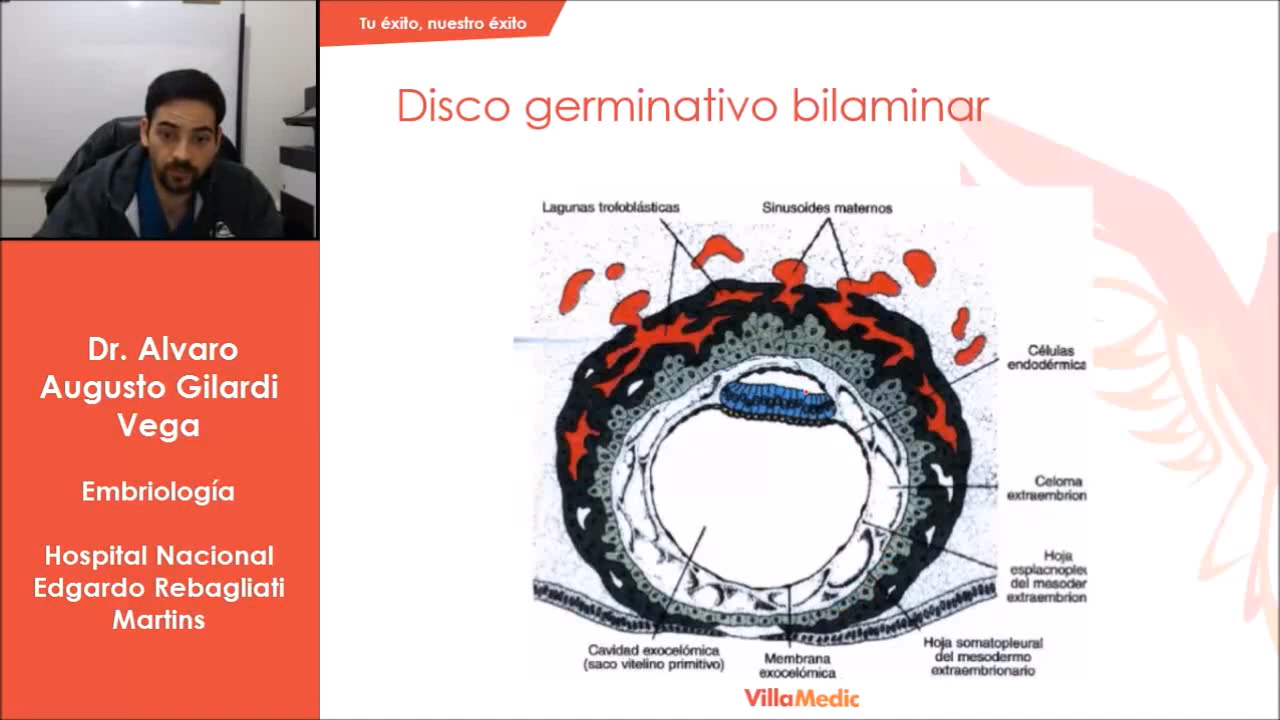 Tu éxito, nuestro éxito
Disco germinativo bilaminar
Dr. Alvaro
Augusto Gilardi
Vega
Embriología
Hospital Nacional
Edgardo Rebagliati
Martins
Lagunas trofoblásticas
Sinusoides maternos
Células
endodérmica
Celoma
extraembrion
Hoja
esplacnople
del mesoder
extraembrion
Hoja somatopleural
del mesodermo
extraembrionario
Cavidad exocelómica
(saco vitelino primitivo)
Membrana
exocelómica
VillaMedic